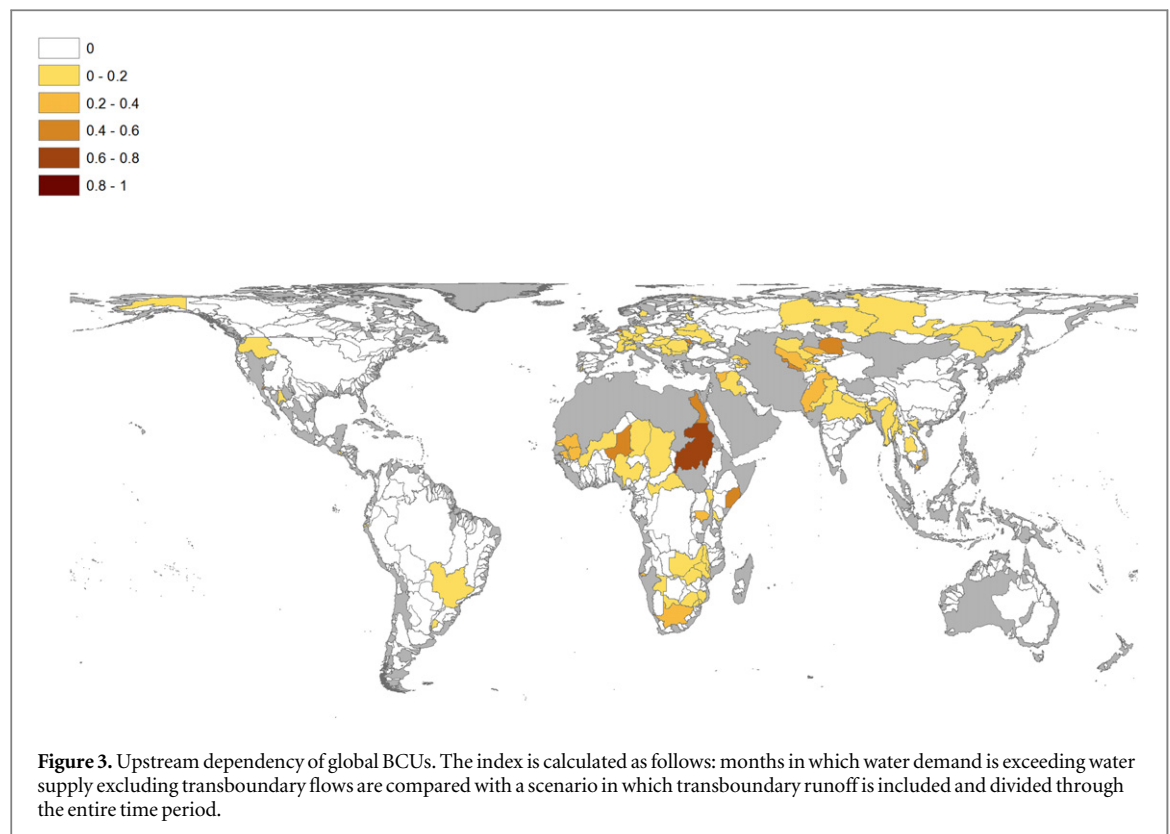 0
0 - 0.2
0.2 - 0.4
0.4 - 0.6
0.6 - 0.8
0.8 - 1
Figure 3. Upstream dependency of global BCUs. The index is calculated as follows: months in which water demand is exceeding water
supply excluding transboundary flows are compared with a scenario in which transboundary runoff is included and divided through
the entire time period.